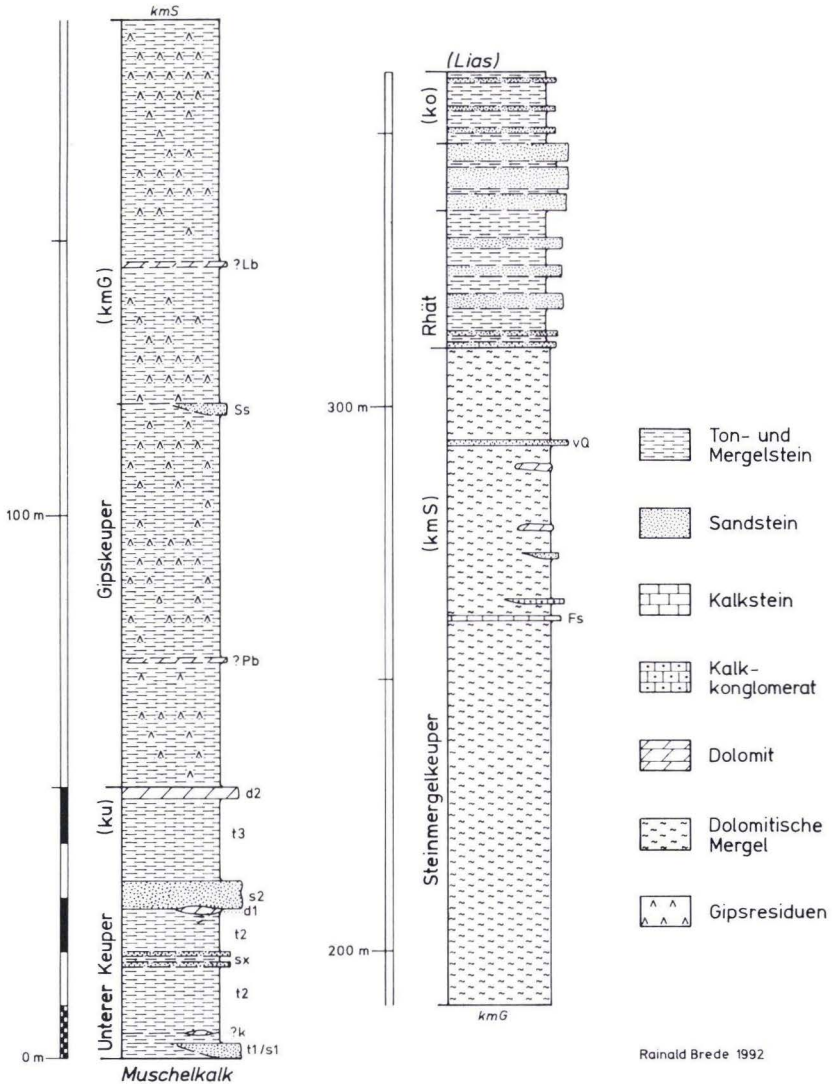 kmS
(kmG)
?Lb
Ss
100 m
Gipskeuper
?Pb
d2
(ku)
t3
s2
d1
t2
sx
t2
Unterer Keuper
?k
t1/s1
0 m
Muschelkalk
(Lias)
(ko)
Rhät
300 m
vQ
(kmS)
Fs
Steinmergelkeuper
200 m
kmG
Ton- und
Mergelstein
Sandstein
Kalkstein
Kalk-
konglomerat
Dolomit
Dolomitische
Mergel
Gipsresiduen
Rainald Brede 1992